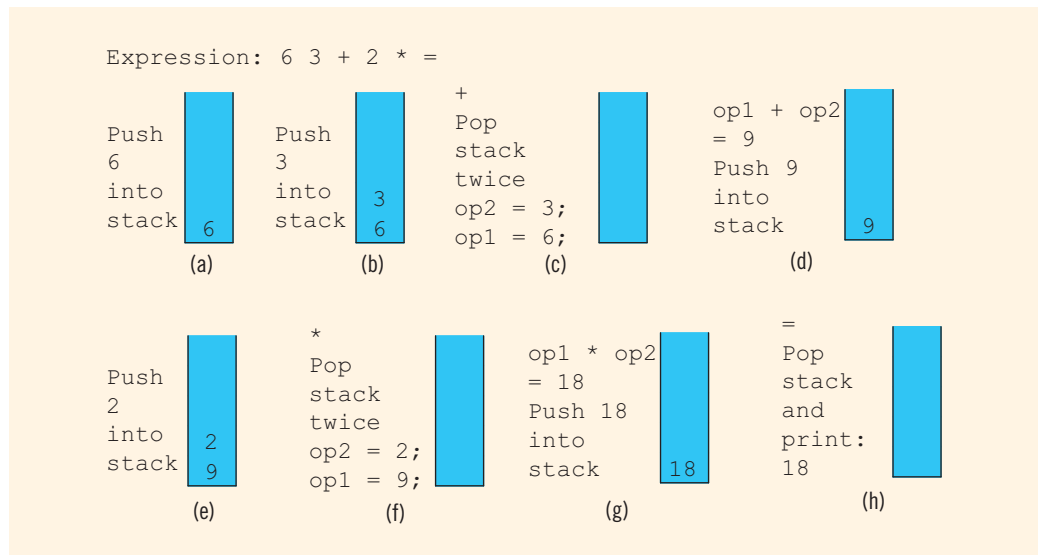 Expression: 6 3 + 2 * =
Push
6
into
stack
6
(a)
Push
3
into
stack
3
6
(b)
+
Pop
stack
twice
op2 = 3;
op1 = 6;
(c)
op1 + op2
= 9
Push 9
into
stack
9
(d)
Push
2
into
stack
2
9
(e)
*
Pop
stack
twice
op2 = 2;
op1 = 9;
(f)
op1 * op2
= 18
Push 18
into
stack
18
(g)
=
Pop
stack
and
print:
18
(h)